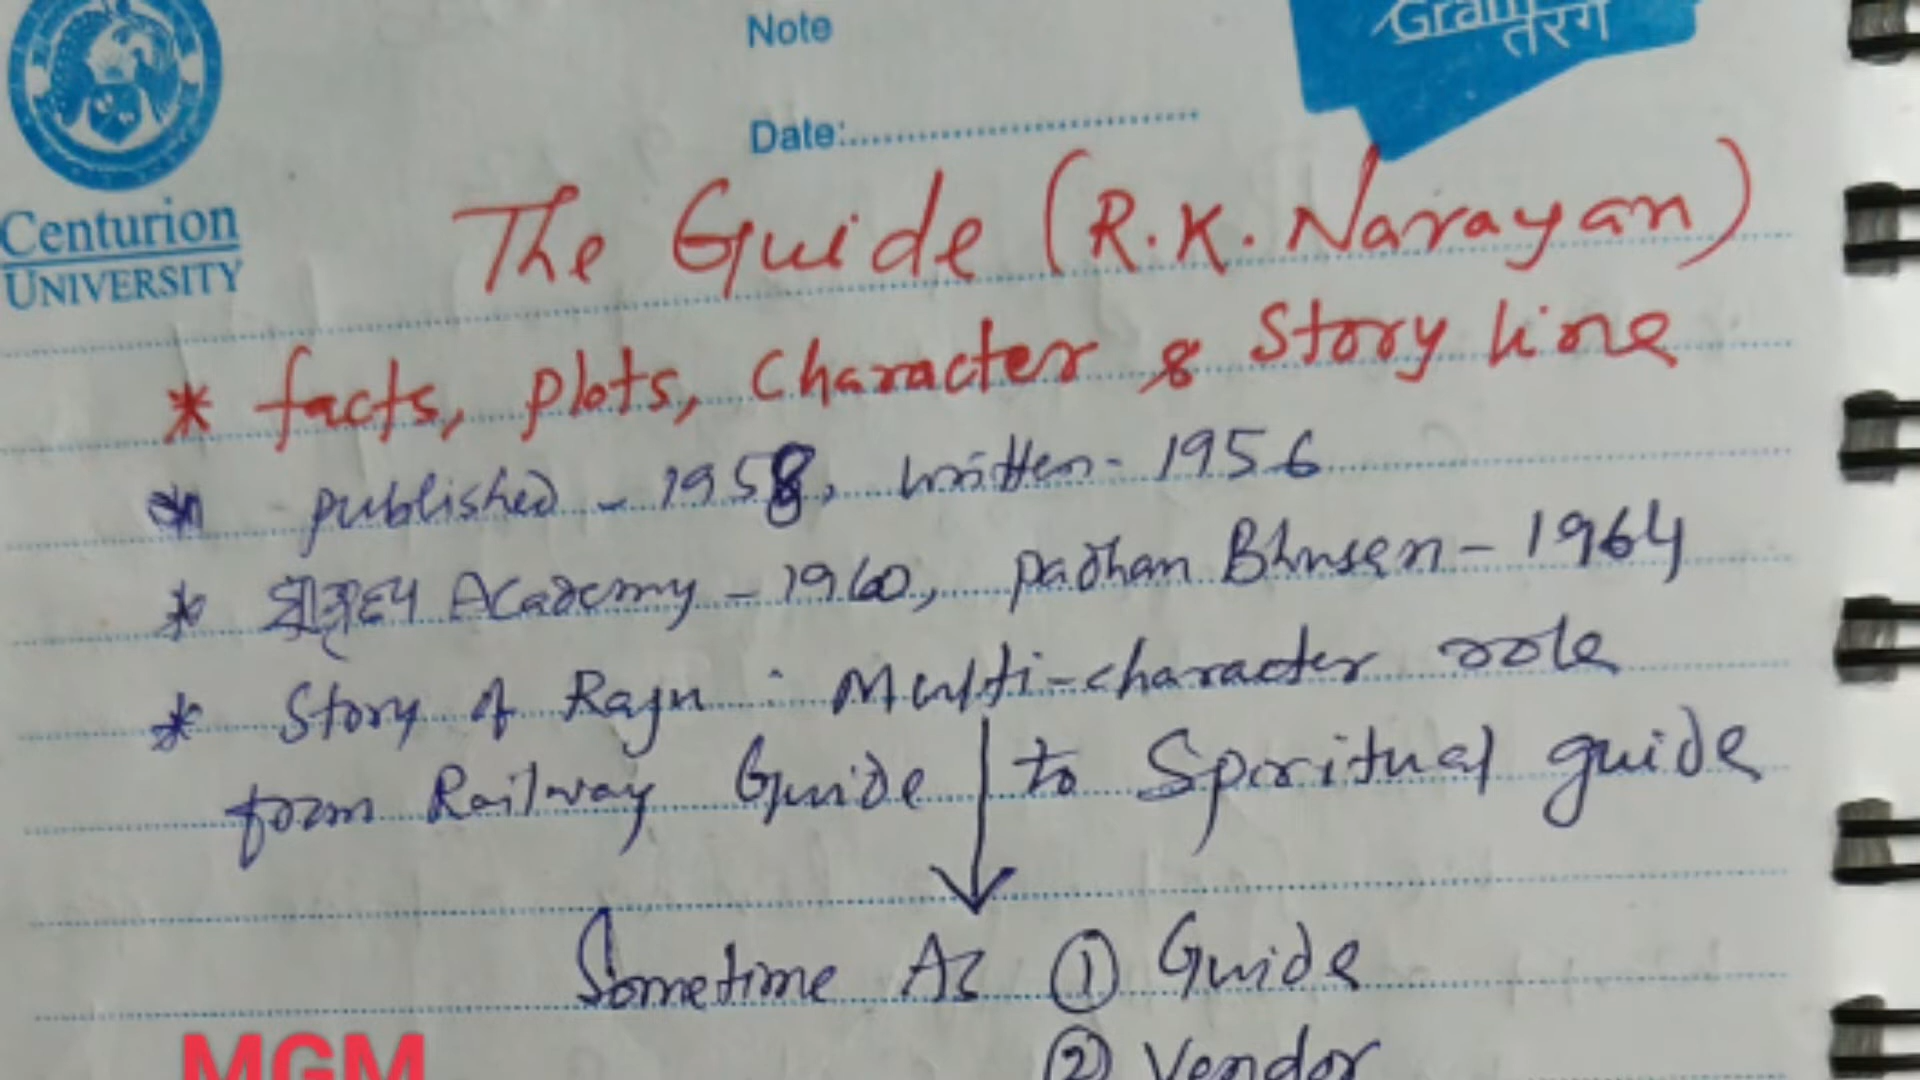 Note
Gram
तरंग
Date:
Centurion
UNIVERSITY
The Guide (R.K. Narayan)
* facts, plots, Character & Story line
* published - 1958, written - 1956
* ସାହିତ୍ୟ Academy - 1960, padhan Bhusan - 1964
* Story of Raju : Multi-character role
form Railway Guide to Spiritual guide
Sometime As ① Guide
② Vendor
MGM